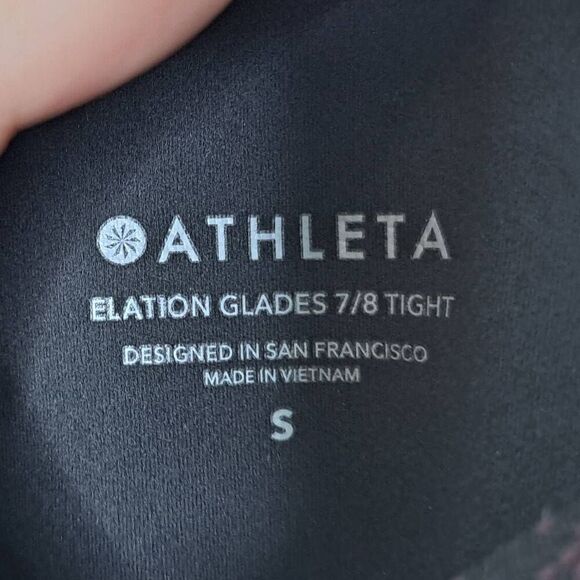 ATHLETA
ELATION GLADES 7/8 TIGHT
DESIGNED IN SAN FRANCISCO
MADE IN VIETNAM
S